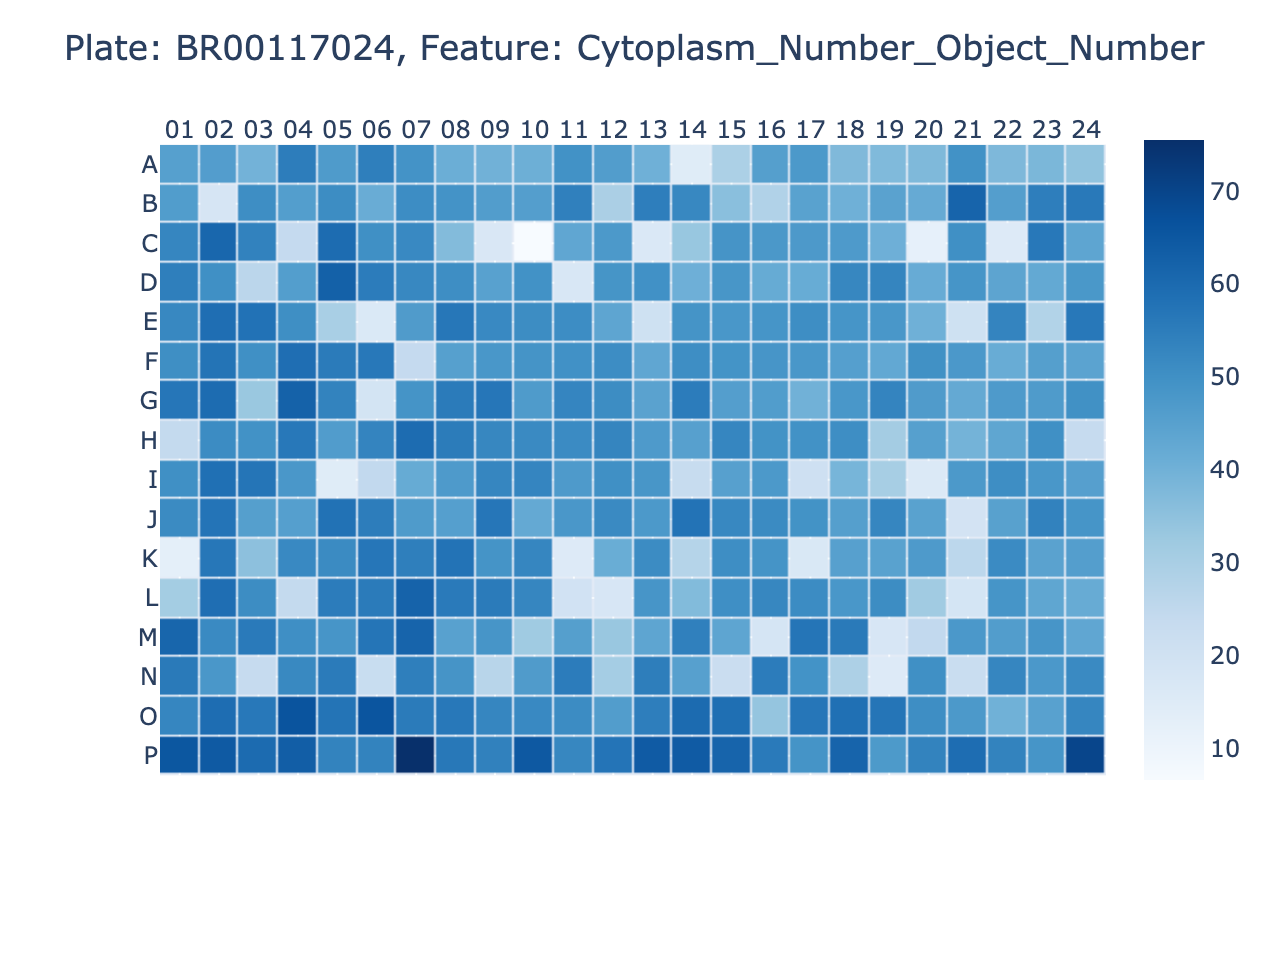 Plate: BR00117024, Feature: Cytoplasm_Number_Object_Number
01 02 03 04 05 06 07 08 09 10 11 12 13 14 15 16 17 18 19 20 21 22 23 24
A
B
C
D
E
F
G
H
I
J
K
L
M
N
O
P
70
60
50
40
30
20
10